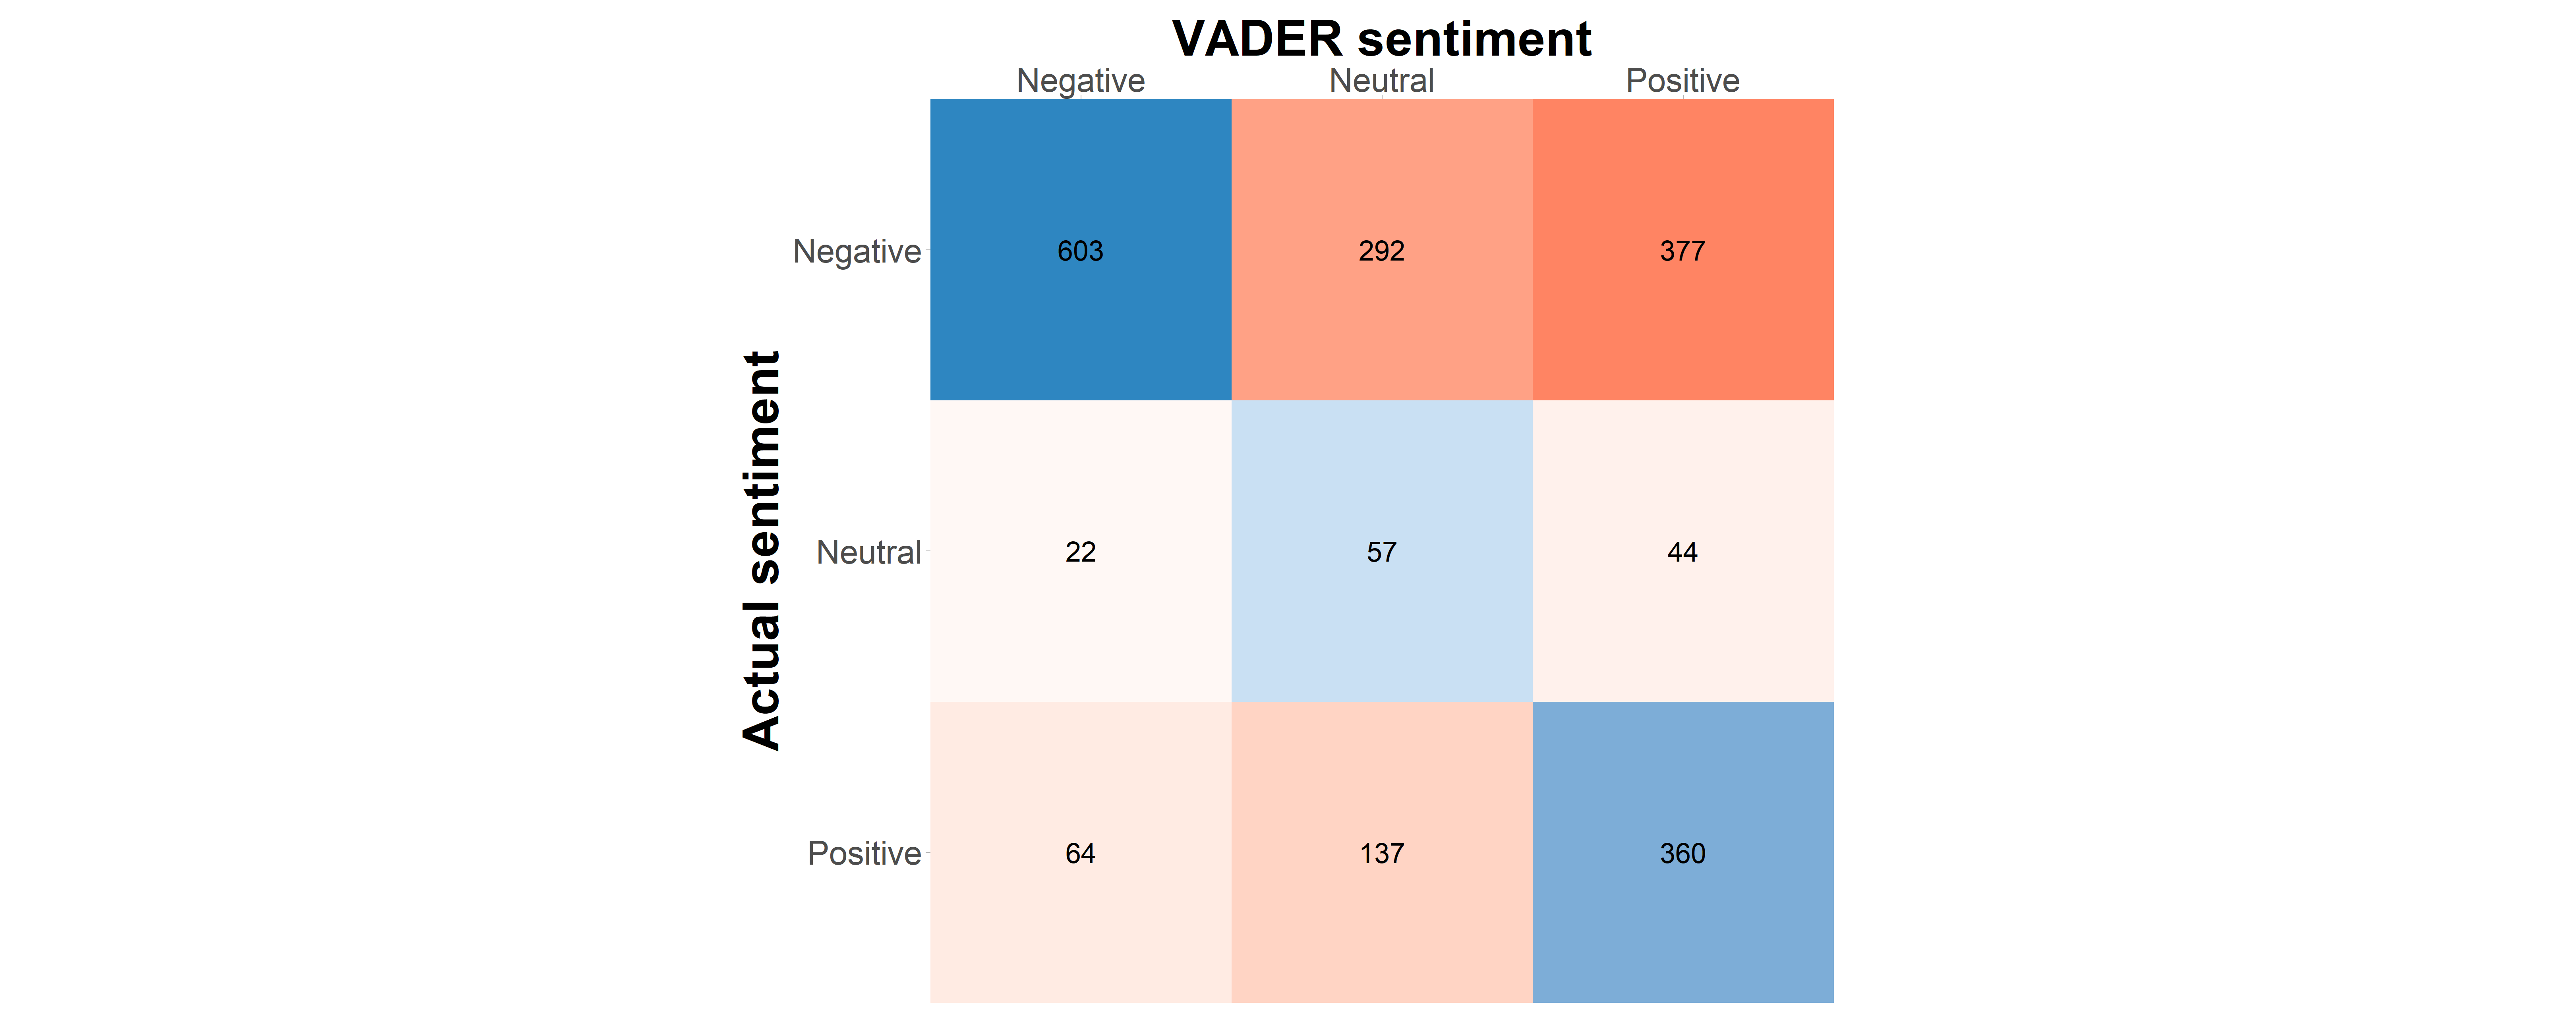 VADER sentiment
Negative Neutral Positive
Actual sentiment
Negative 603 292 377
Neutral 22 57 44
Positive 64 137 360